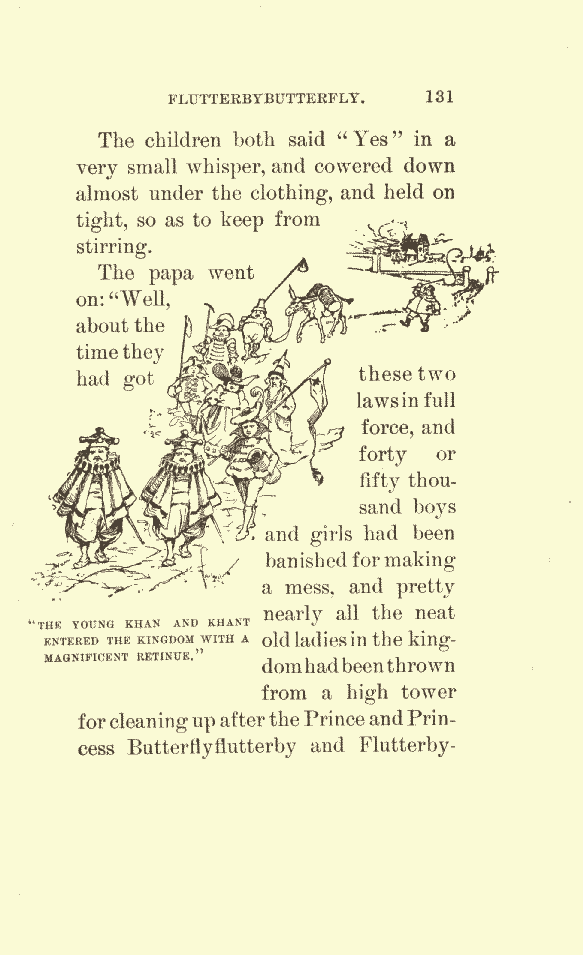 FLUTTERBYBUTTERFLY. 131
The children both said “Yes” in a
very small whisper, and cowered down
almost under the clothing, and held on
tight, so as to keep from
stirring.
The papa went
on: “Well,
about the
time they
had got
these two
laws in full
force, and
forty or
fifty thou-
sand boys
and girls had been
banished for making
a mess, and pretty
nearly all the neat
old ladies in the king-
dom had been thrown
from a high tower
for cleaning up after the Prince and Prin-
cess Butterflyflutterby and Flutterby-
“THE YOUNG KHAN AND KHANT
ENTERED THE KINGDOM WITH A
MAGNIFICENT RETINUE.”